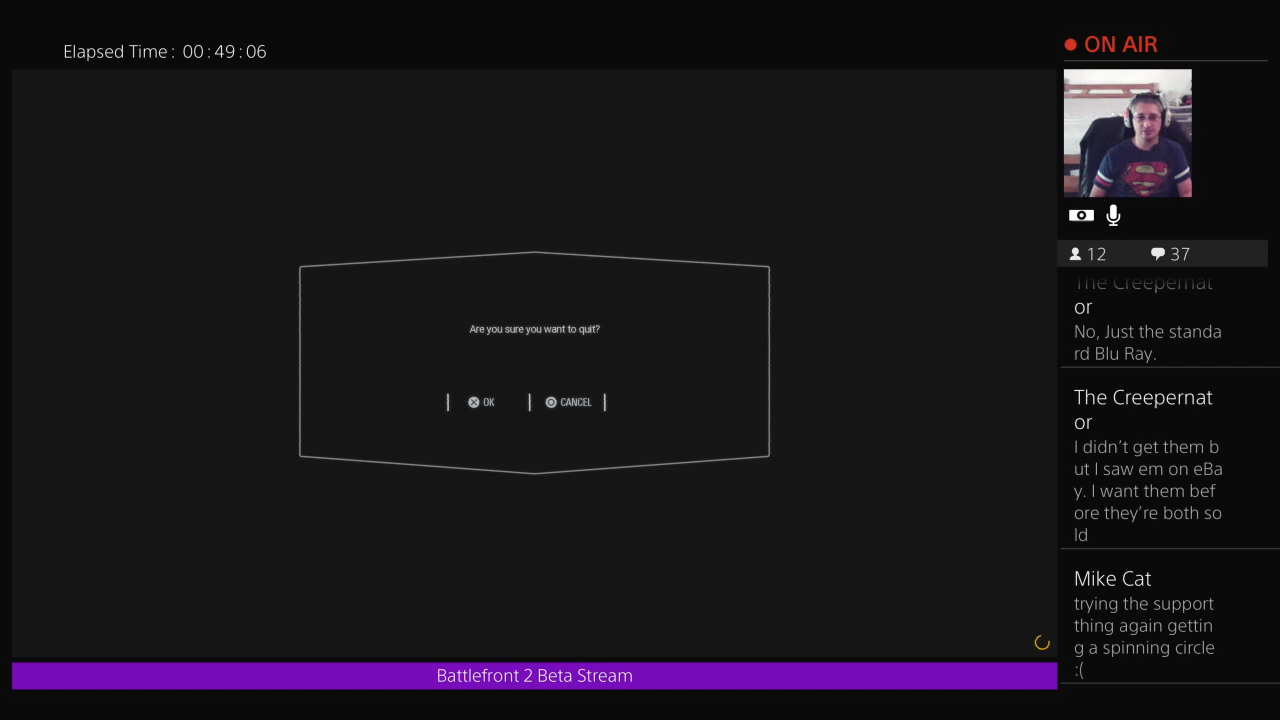 Elapsed Time : 00:49:06
ON AIR
12
37
The Creepernat
or
No, Just the standa
rd Blu Ray.
The Creepernat
or
I didn't get them b
ut I saw em on eBa
y. I want them bef
ore they're both so
ld
Mike Cat
trying the support
thing again gettin
g a spinning circle
:(
Are you sure you want to quit?
OK
CANCEL
Battlefront 2 Beta Stream